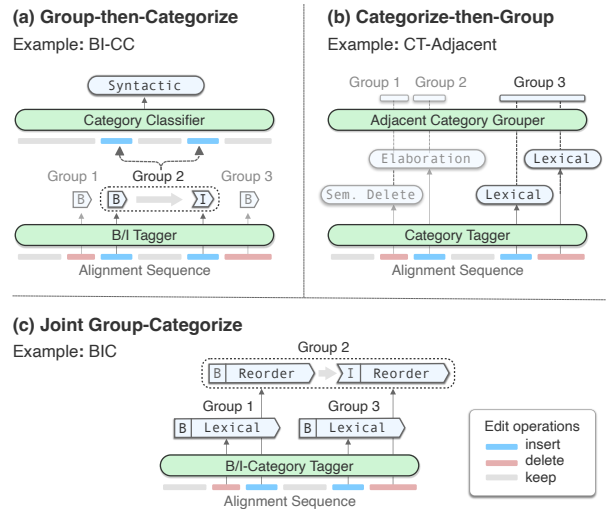 (a) Group-then-Categorize
Example: BI-CC
Syntactic
Category Classifier
Group 1 Group 2 Group 3
B B I B
B/I Tagger
Alignment Sequence
(b) Categorize-then-Group
Example: CT-Adjacent
Group 1 Group 2 Group 3
Adjacent Category Grouper
Elaboration Lexical
Sem. Delete Lexical
Category Tagger
Alignment Sequence
(c) Joint Group-Categorize
Example: BIC
Group 2
B Reorder I Reorder
Group 1 Group 3
B Lexical B Lexical
B/I-Category Tagger
Alignment Sequence
Edit operations
insert
delete
keep